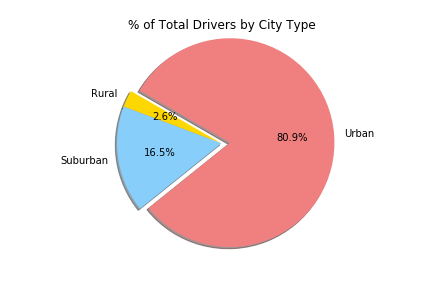 % of Total Drivers by City Type
Rural
2.6%
80.9%
Urban
Suburban
16.5%